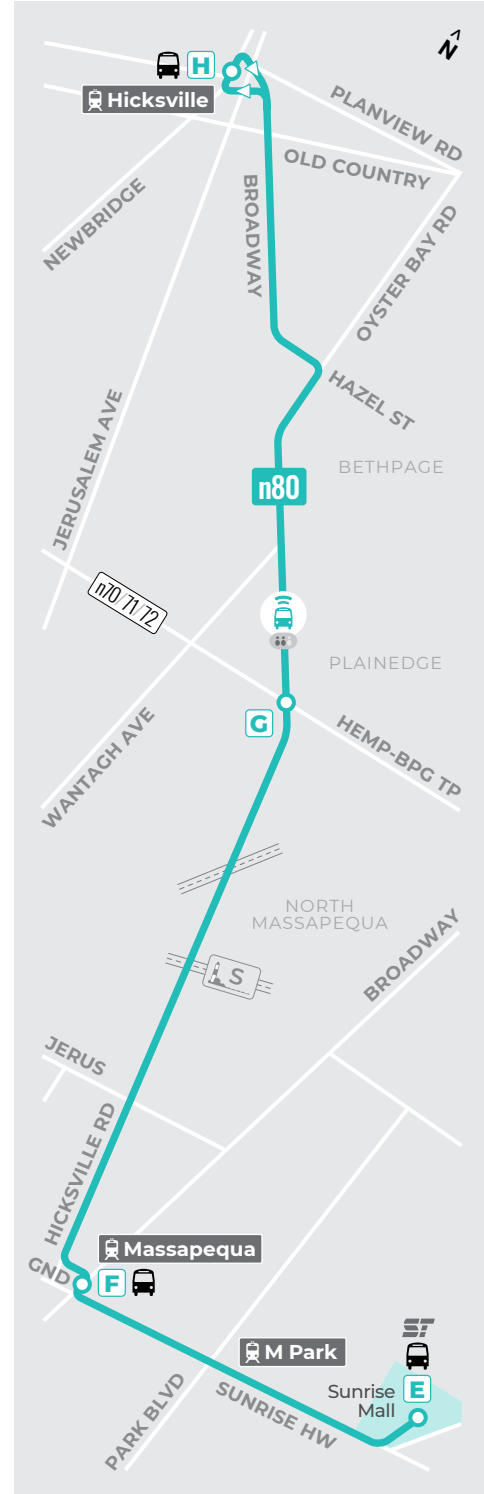 N
H
Hicksville
PLANVIEW RD
OLD COUNTRY
NEWBRIDGE
BROADWAY
OYSTER BAY RD
HAZEL ST
JERUSALEM AVE
BETHPAGE
n80
n70/71/72
PLAINEDGE
G
HEMP-BPG TP
WANTAGH AVE
NORTH
MASSAPEQUA
BROADWAY
S
JERUS
HICKSVILLE RD
Massapequa
GND
F
ST
M Park
E
Sunrise
Mall
SUNRISE HW
PARK BLVD